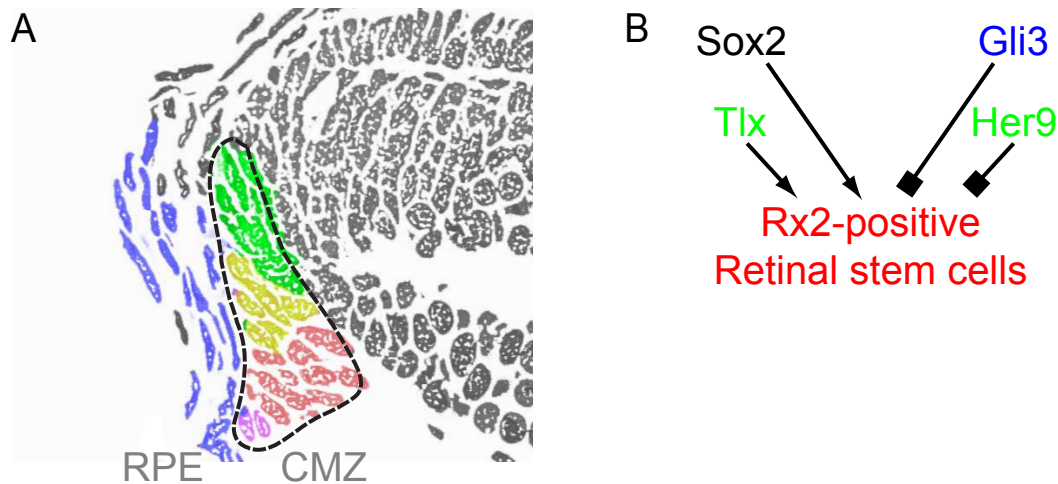 A
RPE
CMZ
B
Sox2
Gli3
Tlx
Her9
Rx2-positive
Retinal stem cells